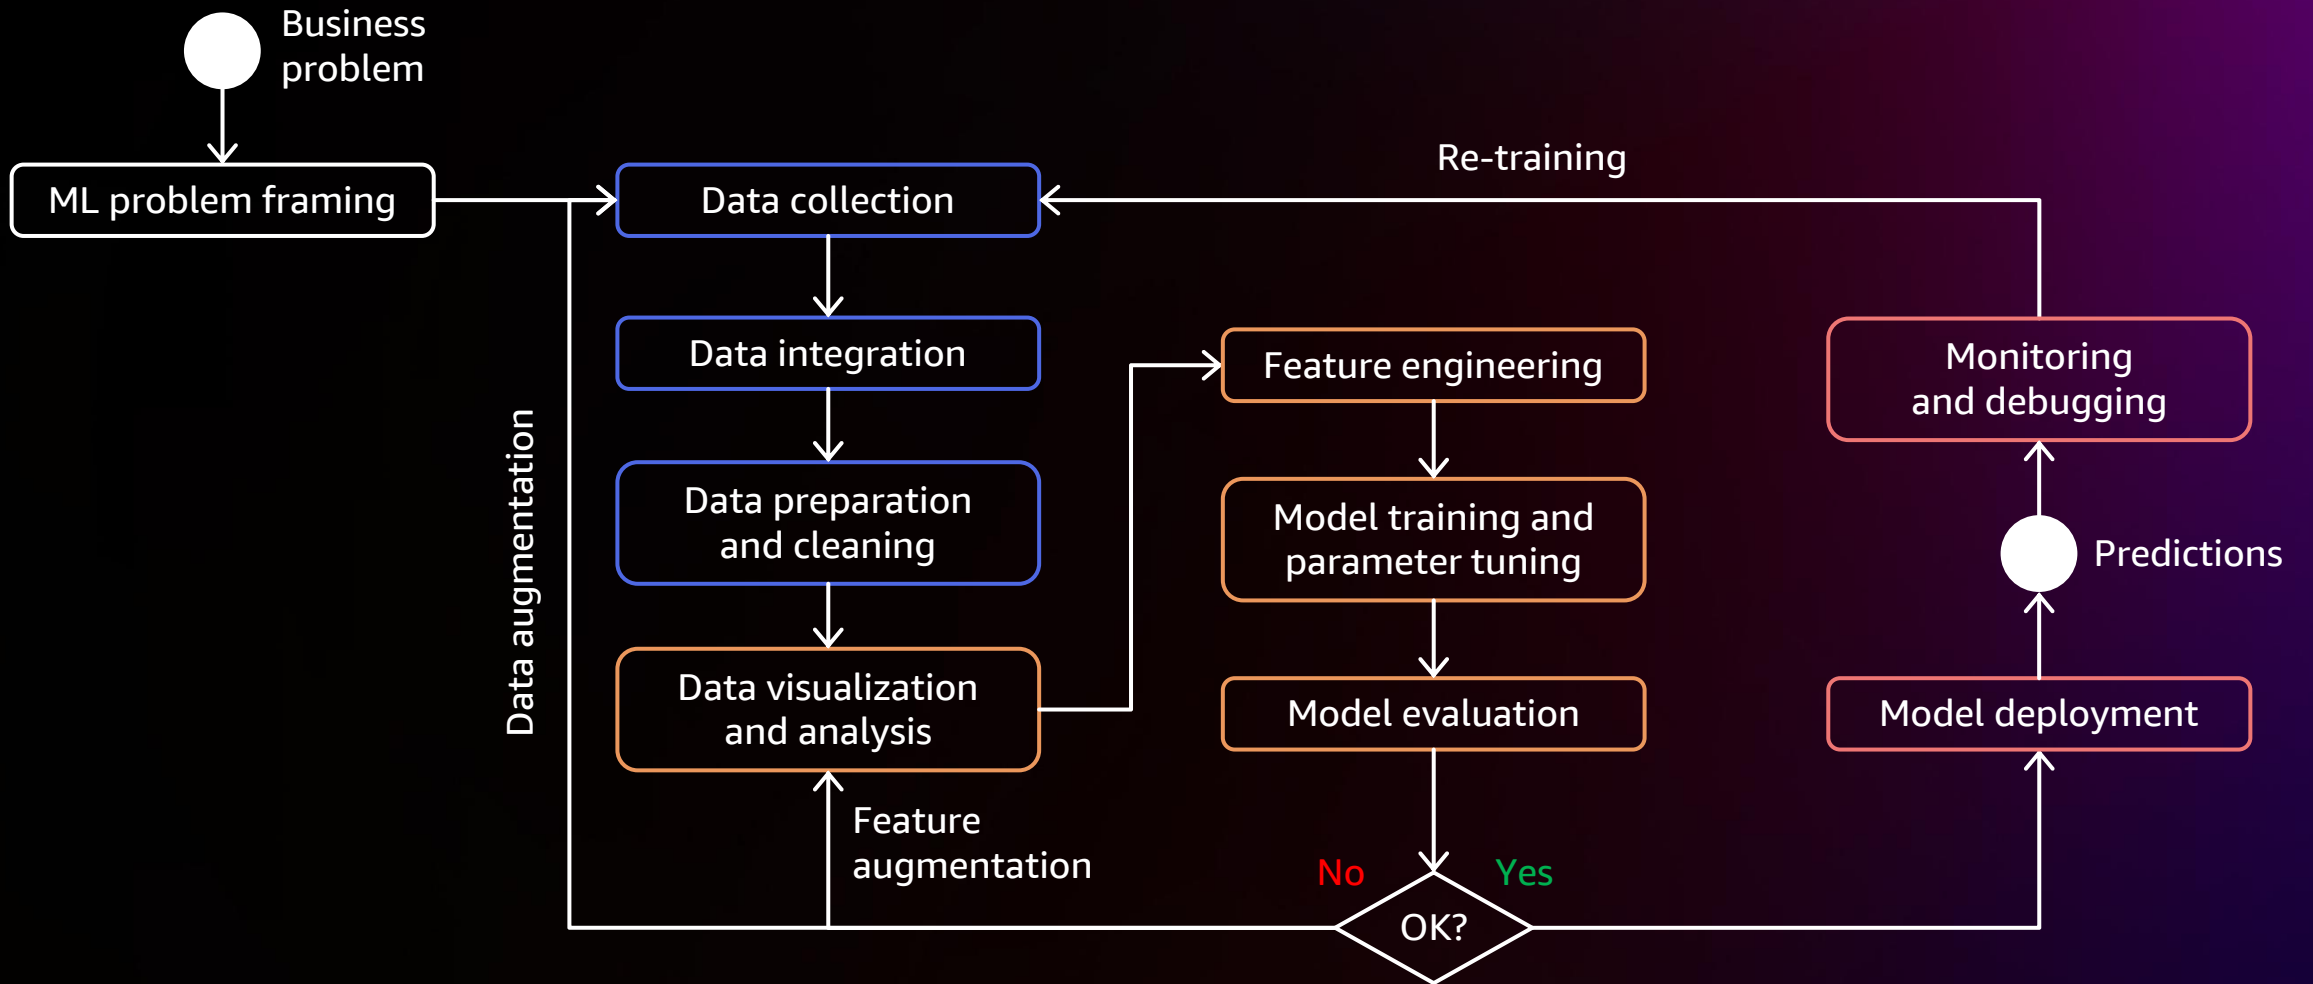 Business
problem
ML problem framing
Data collection
Re-training
Data integration
Feature engineering
Monitoring
and debugging
Data augmentation
Data preparation
and cleaning
Model training and
parameter tuning
Predictions
Data visualization
and analysis
Model evaluation
Model deployment
Feature
augmentation
No
Yes
OK?